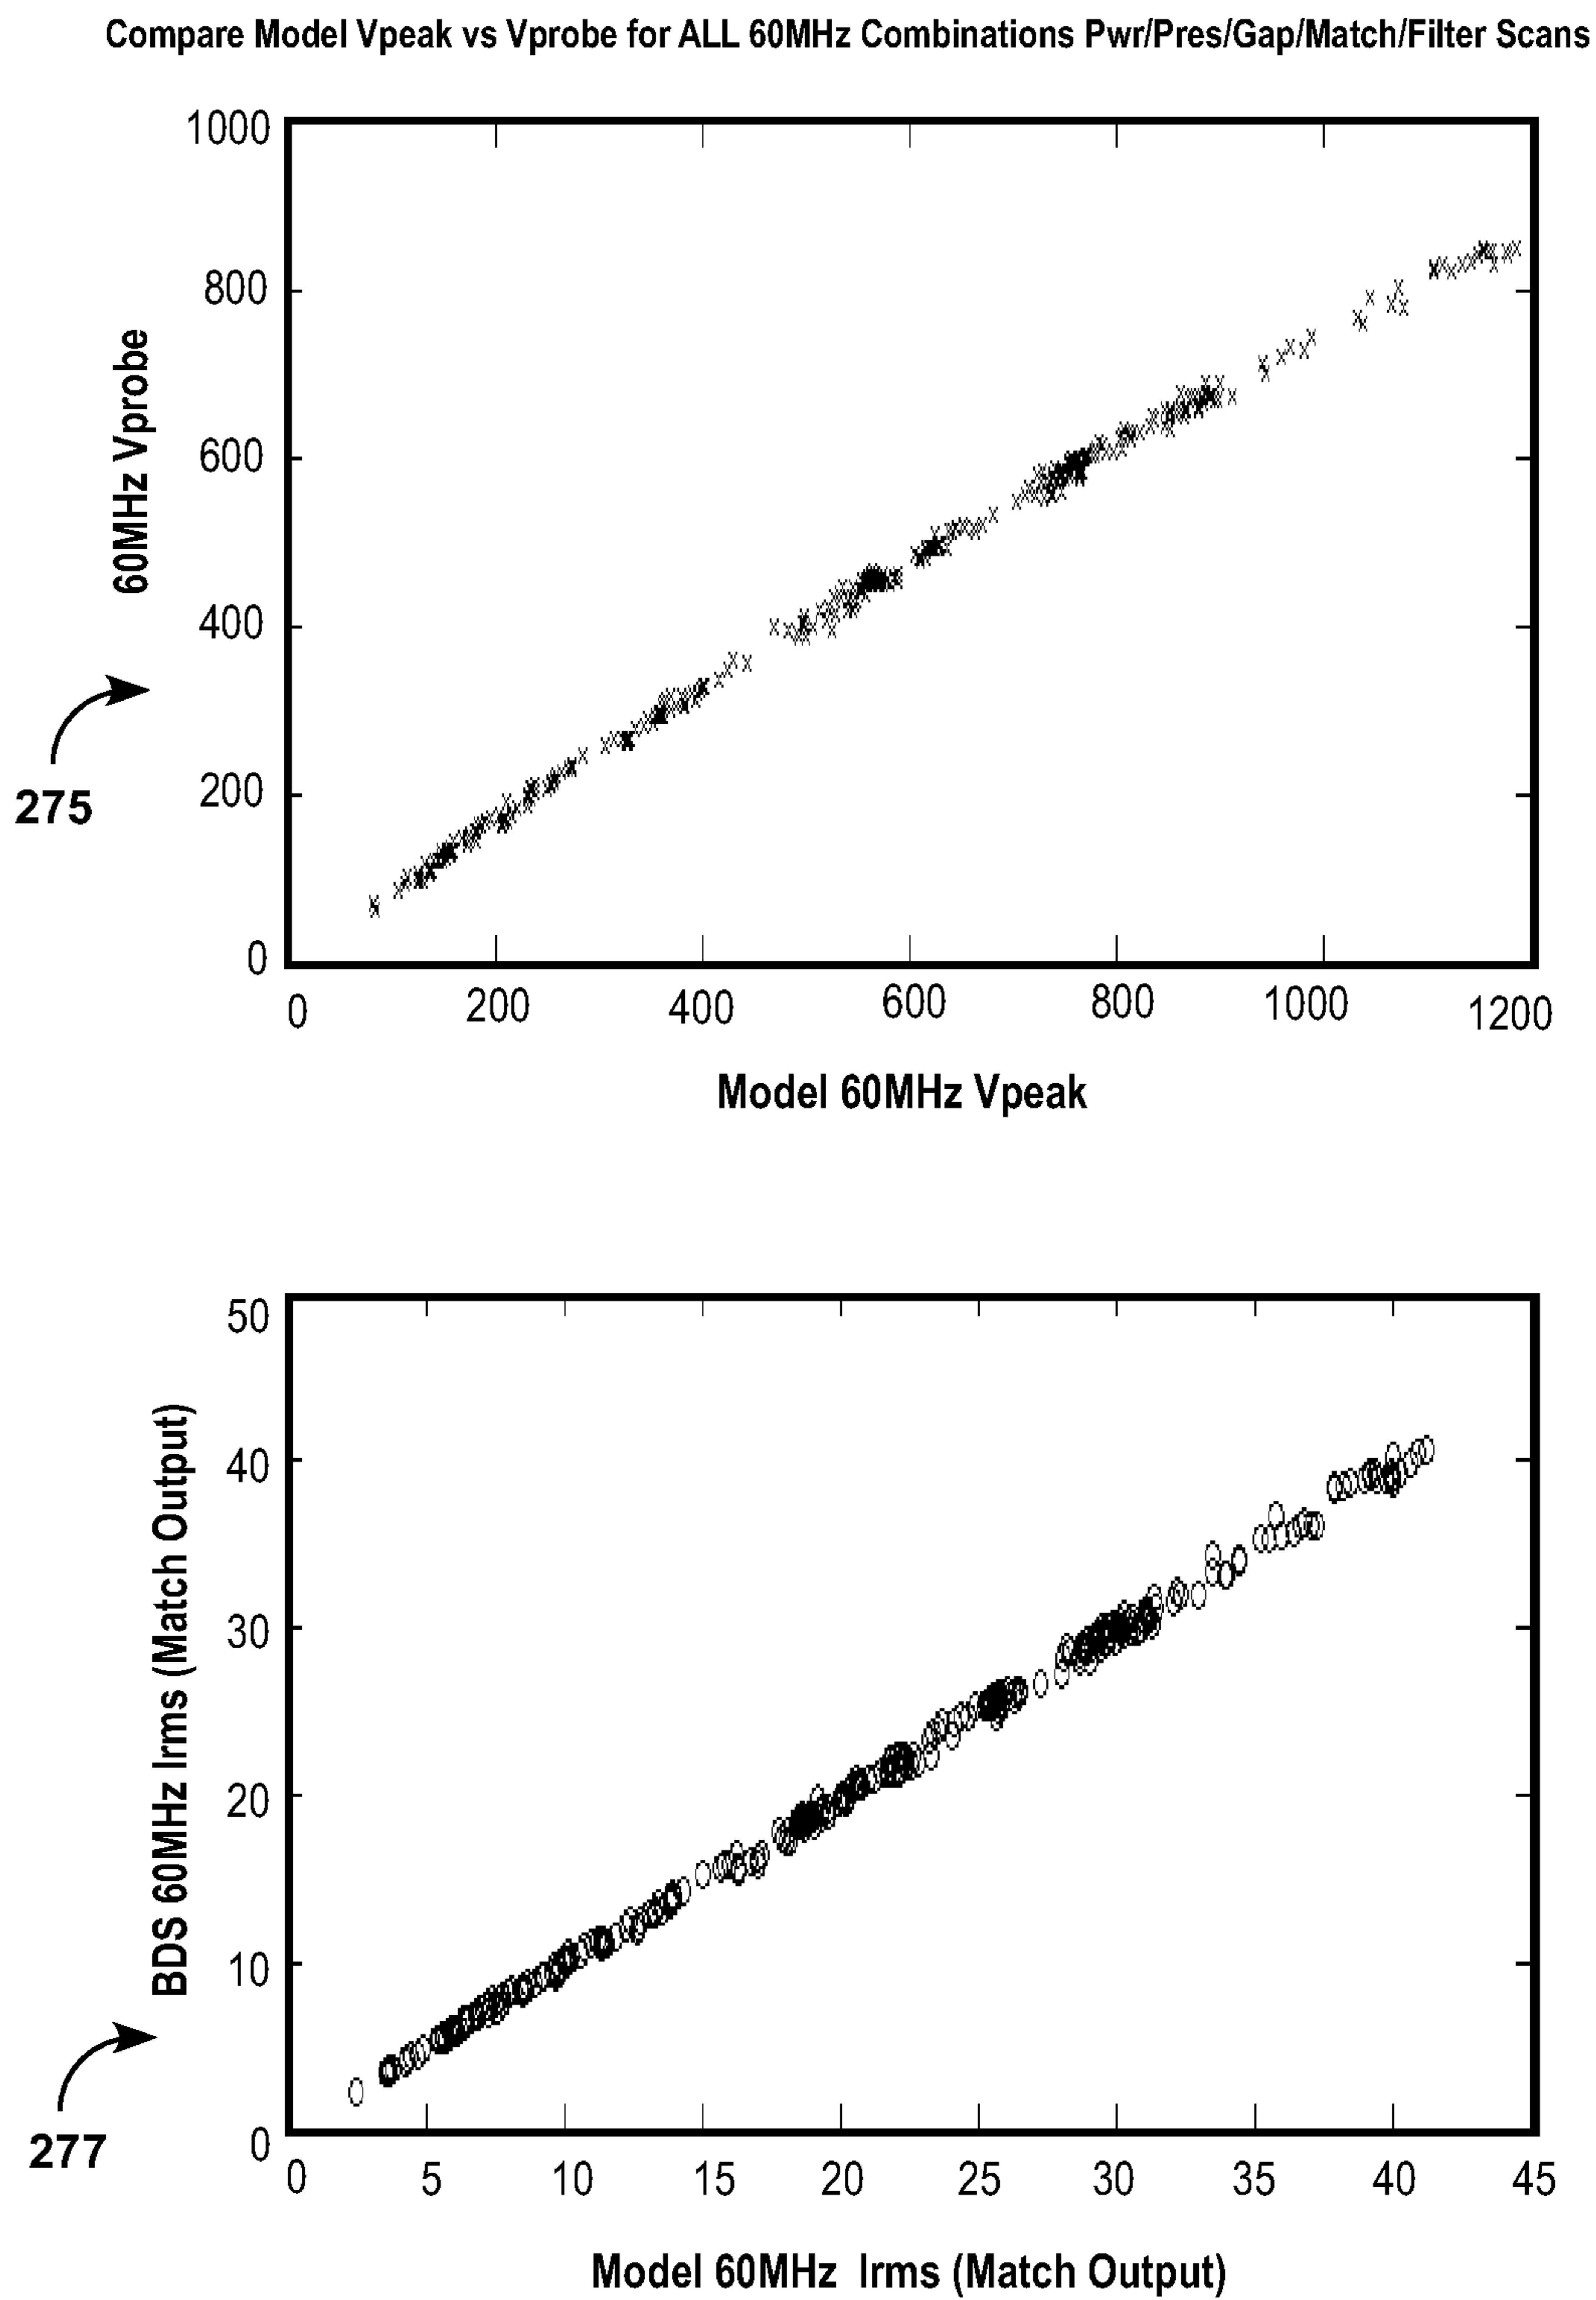 Compare Model Vpeak vs Vprobe for ALL 60MHz Combinations Pwr/Pres/Gap/Match/Filter Scans
1000
800
600
400
200
0
60MHz Vprobe
275
0 200 400 600 800 1000 1200
Model 60MHz Vpeak
50
40
30
20
10
0
BDS 60MHz Irms (Match Output)
277
0 5 10 15 20 25 30 35 40 45
Model 60MHz Irms (Match Output)